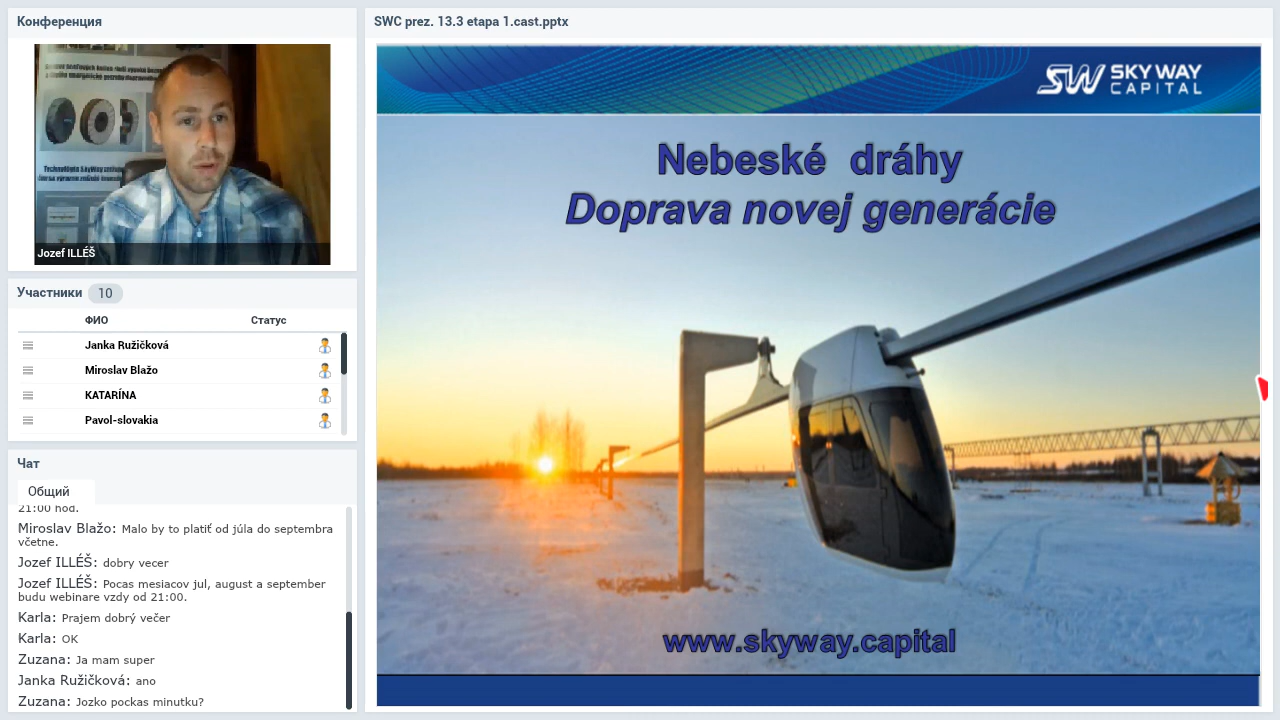 Конференция
Jozef ILLÉŠ
Участники 10
ФИО Статус
Janka Ružičková
Miroslav Blažo
KATARÍNA
Pavol-slovakia
Чат
Общий
21:00 hod.
Miroslav Blažo: Malo by to platiť od júla do septembra
včetne.
Jozef ILLÉŠ: dobry vecer
Jozef ILLÉŠ: Pocas mesiacov jul, august a september
budu webinare vzdy od 21:00.
Karla: Prajem dobrý večer
Karla: OK
Zuzana: Ja mam super
Janka Ružičková: ano
Zuzana: Jozko pockas minutku?
SWC prez. 13.3 etapa 1.cast.pptx
SW SKY WAY
CAPITAL
Nebeské dráhy
Doprava novej generácie
www.skyway.capital